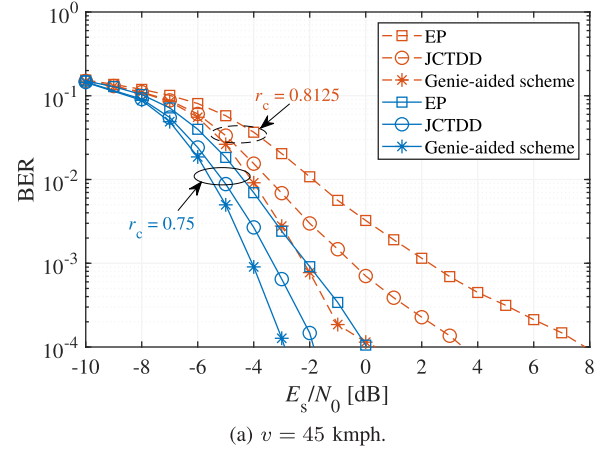 10^0
10^-1
10^-2
10^-3
10^-4
BER
EP
JCTDD
Genie-aided scheme
EP
JCTDD
Genie-aided scheme
r_c = 0.8125
r_c = 0.75
-10 -8 -6 -4 -2 0 2 4 6 8
E_s/N_0 [dB]
(a) v = 45 kmph.